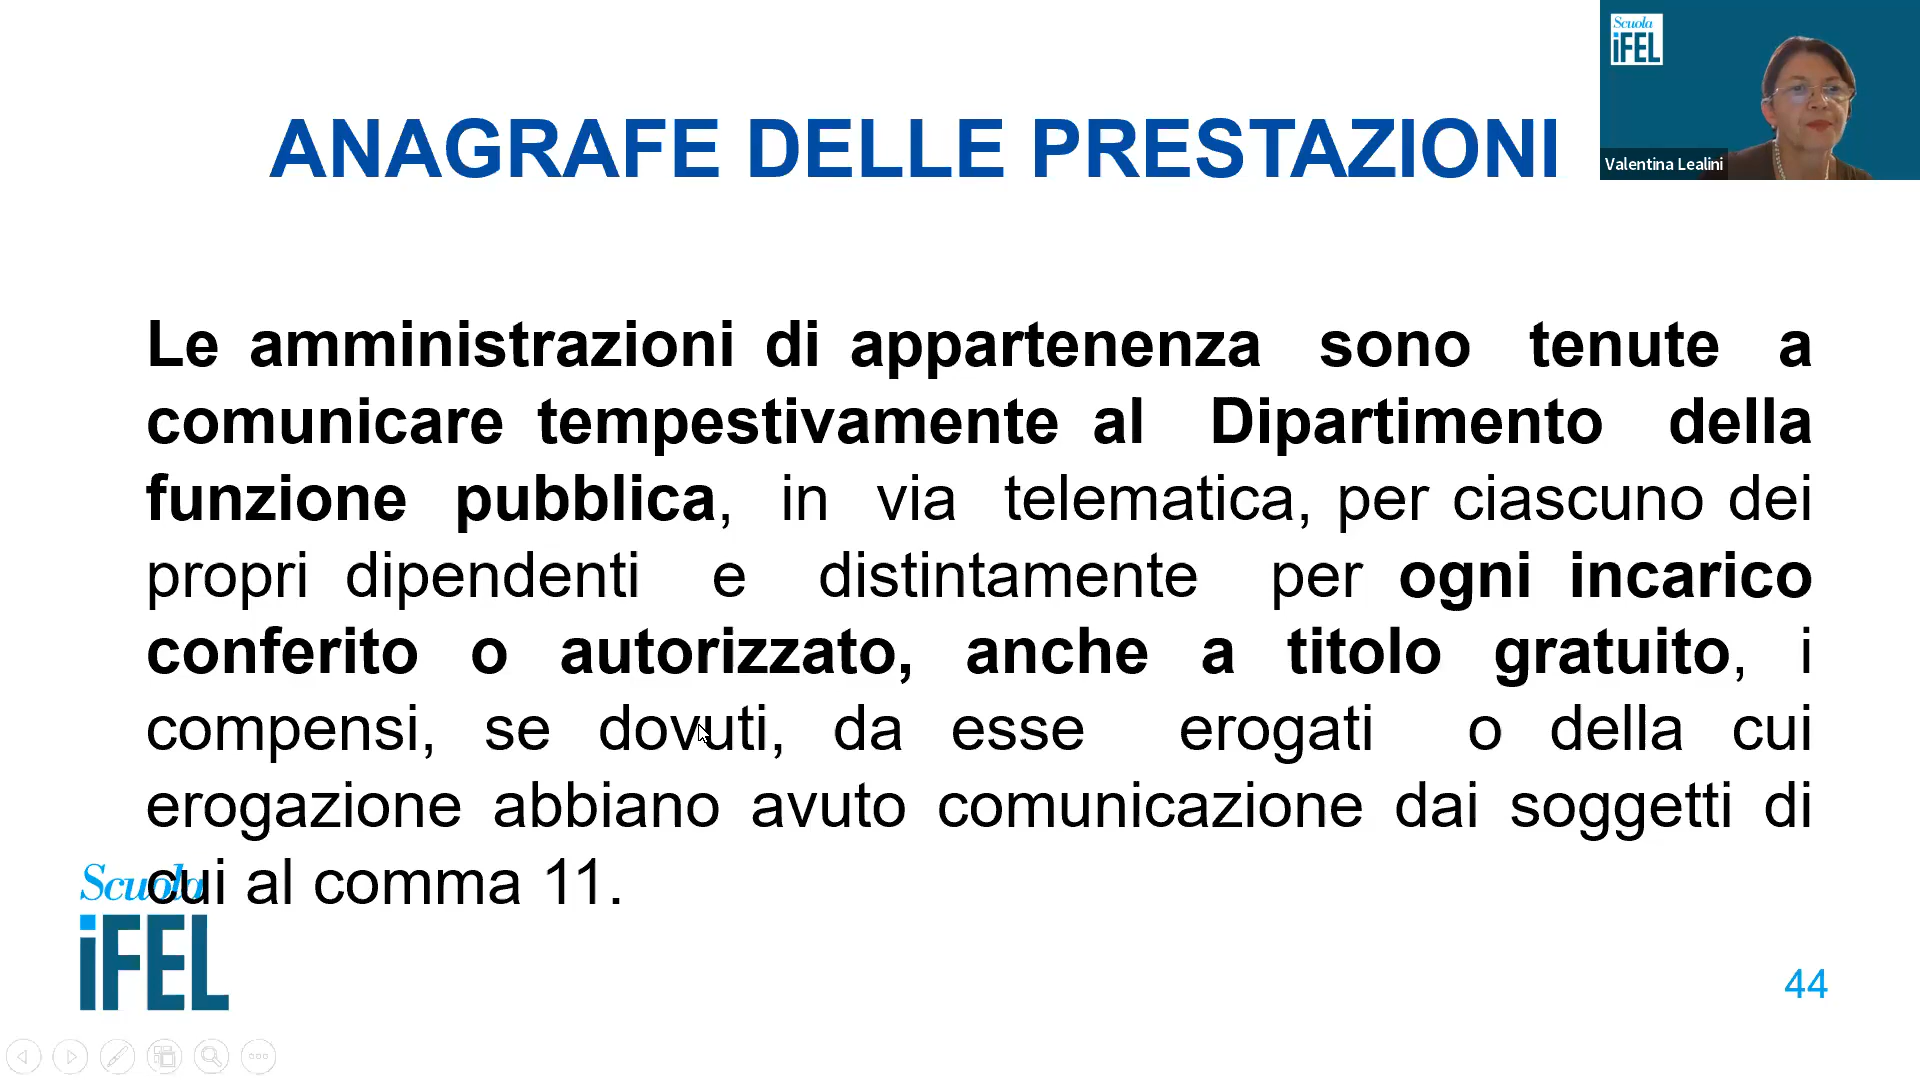 Scuola
iFEL
Valentina Lealini
ANAGRAFE DELLE PRESTAZIONI
Le amministrazioni di appartenenza sono tenute a
comunicare tempestivamente al Dipartimento della
funzione pubblica, in via telematica, per ciascuno dei
propri dipendenti e distintamente per ogni incarico
conferito o autorizzato, anche a titolo gratuito, i
compensi, se dovuti, da esse erogati o della cui
erogazione abbiano avuto comunicazione dai soggetti di
cui al comma 11.
Scuola
iFEL
44